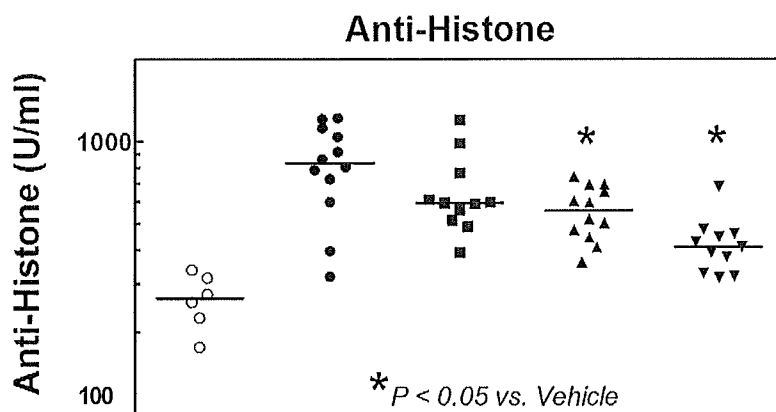 Anti-Histone
Anti-Histone (U/ml)
1000
*
*
100
* P < 0.05 vs. Vehicle